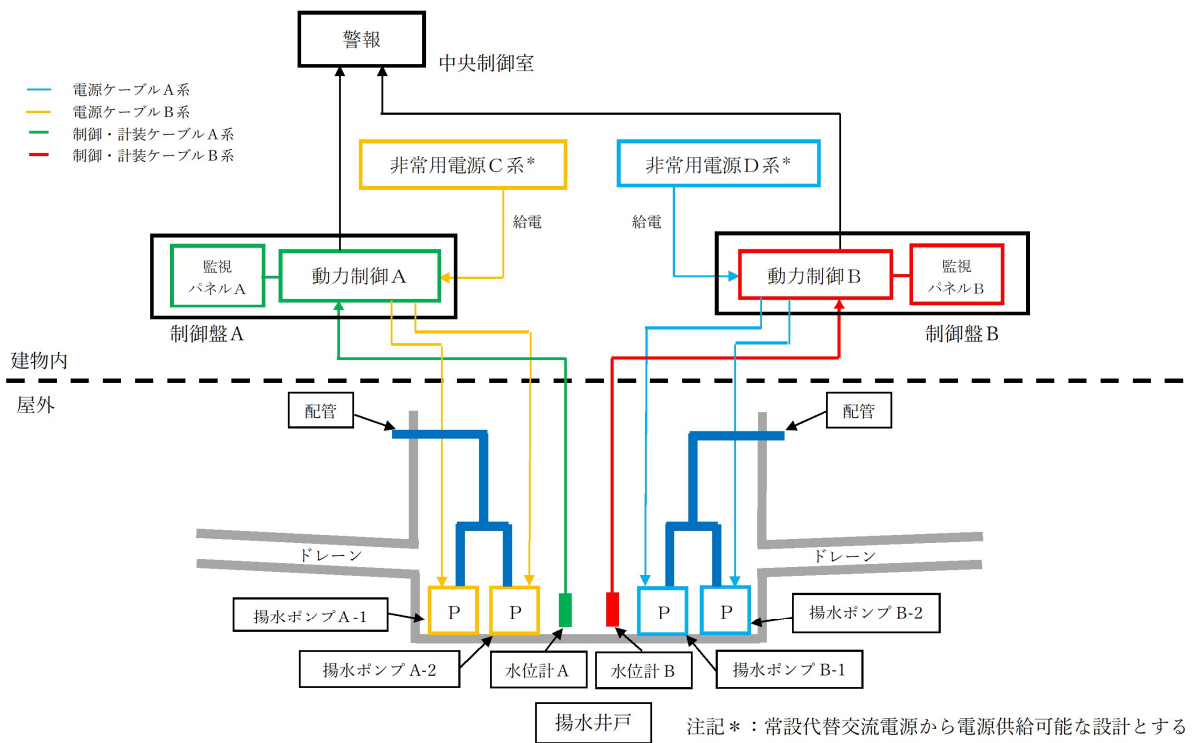 警報
中央制御室
電源ケーブルA系
電源ケーブルB系
制御・計装ケーブルA系
制御・計装ケーブルB系
非常用電源C系*
非常用電源D系*
給電
給電
監視
パネルA
動力制御A
動力制御B
監視
パネルB
制御盤A
制御盤B
建物内
屋外
配管
配管
ドレーン
ドレーン
P
P
P
P
揚水ポンプA-1
揚水ポンプB-2
揚水ポンプA-2
水位計A
水位計B
揚水ポンプB-1
揚水井戸
注記*：常設代替交流電源から電源供給可能な設計とする